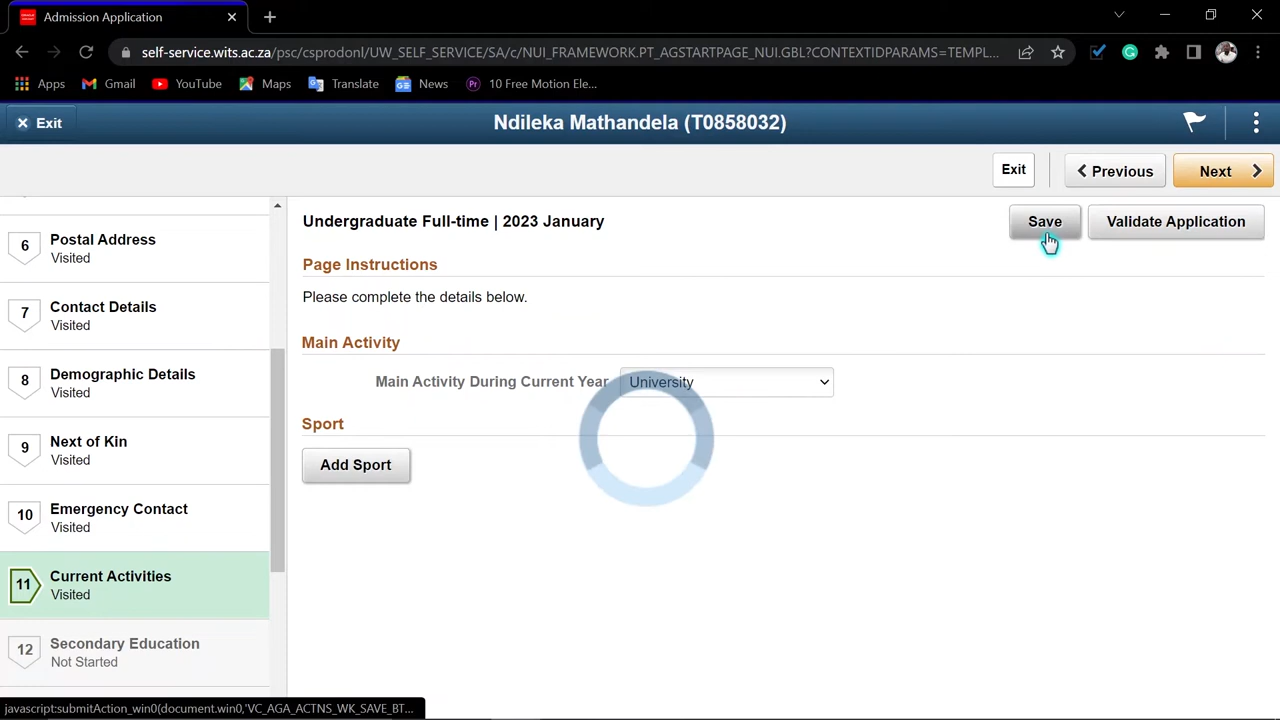 Admission Application
self-service.wits.ac.za/psc/csprodonl/UW_SELF_SERVICE/SA/c/NUI_FRAMEWORK.PT_AGSTARTPAGE_NUI.GBL?CONTEXTIDPARAMS=TEMPL...
Apps Gmail YouTube Maps Translate News Pr 10 Free Motion Ele...
Exit Ndileka Mathandela (T0858032)
Exit Previous Next
Undergraduate Full-time | 2023 January Save Validate Application
6 Postal Address
Visited
Page Instructions
Please complete the details below.
7 Contact Details
Visited
Main Activity
8 Demographic Details
Visited
Main Activity During Current Year University
Sport
9 Next of Kin
Visited
Add Sport
10 Emergency Contact
Visited
11 Current Activities
Visited
12 Secondary Education
Not Started
javascript:submitAction_win0(document.win0,'VC_AGA_ACTNS_WK_SAVE_BT...